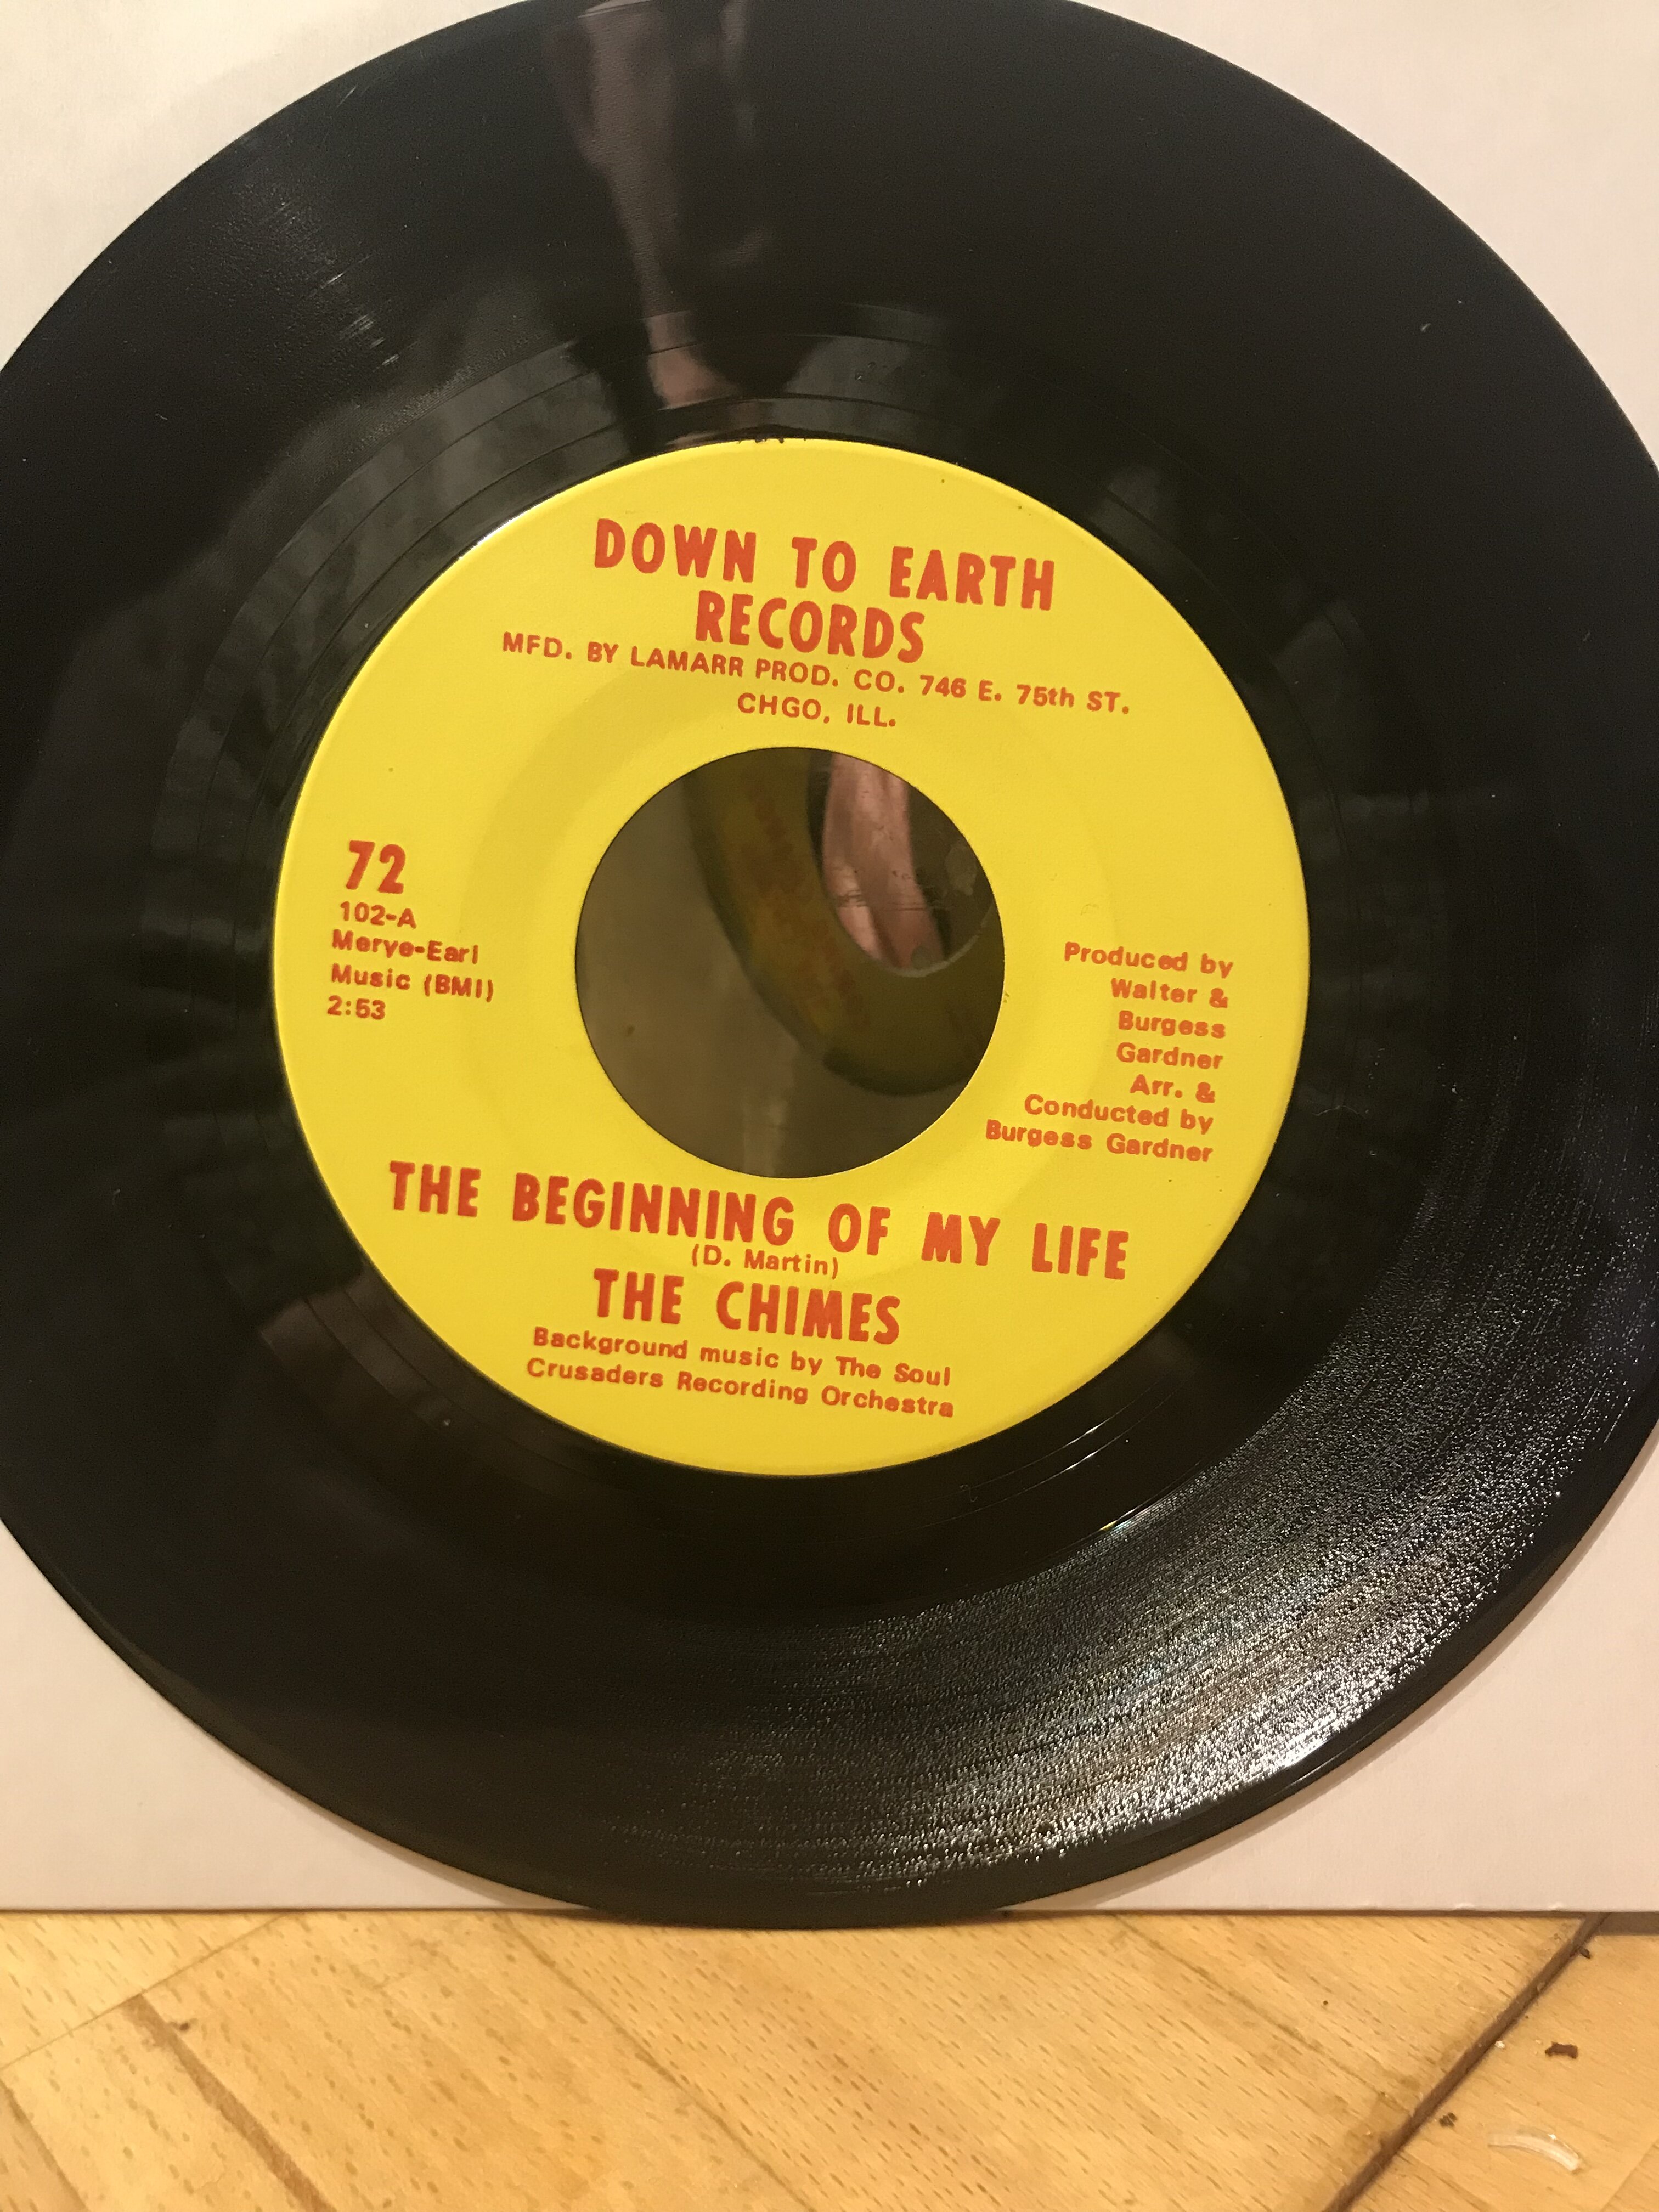 DOWN TO EARTH
RECORDS
MFD. BY LAMARR PROD. CO. 746 E. 75th ST.
CHGO, ILL.
72
102-A
Merye-Earl
Music (BMI)
2:53
Produced by
Walter &
Burgess
Gardner
Arr. &
Conducted by
Burgess Gardner
THE BEGINNING OF MY LIFE
(D. Martin)
THE CHIMES
Background music by The Soul
Crusaders Recording Orchestra